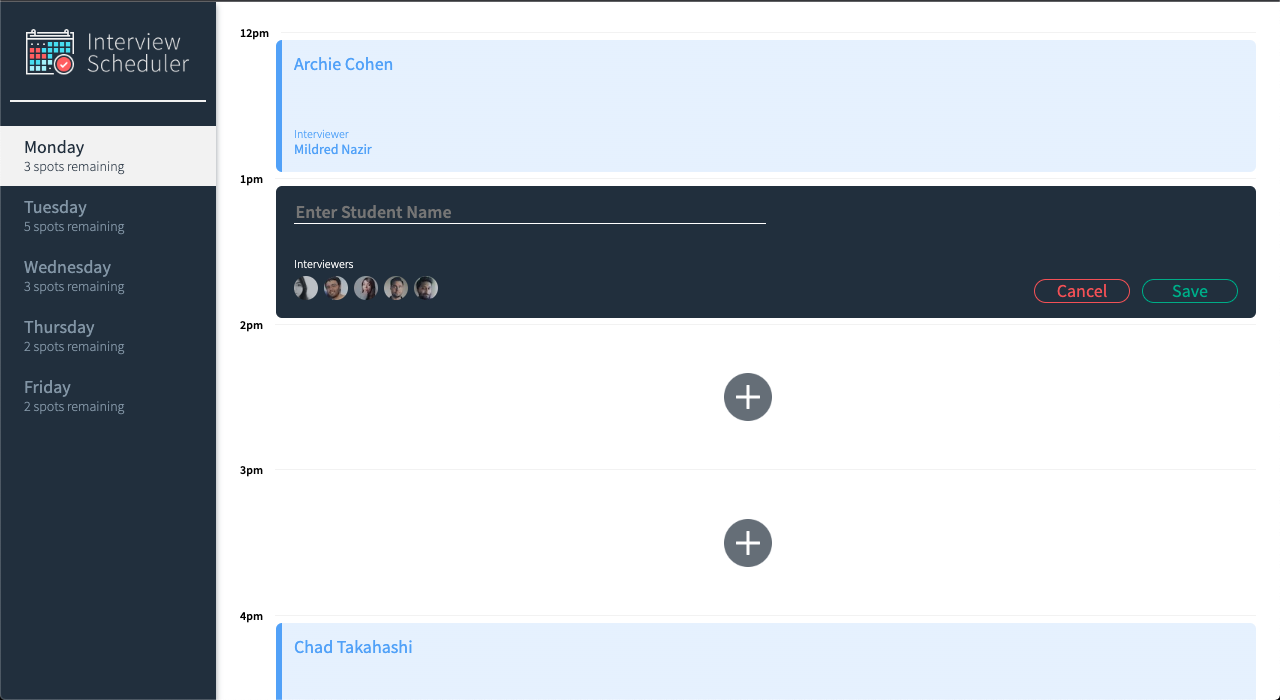 Interview
Scheduler
Monday
3 spots remaining
Tuesday
5 spots remaining
Wednesday
3 spots remaining
Thursday
2 spots remaining
Friday
2 spots remaining
12pm
Archie Cohen
Interviewer
Mildred Nazir
1pm
Enter Student Name
Interviewers
Cancel
Save
2pm
3pm
4pm
Chad Takahashi